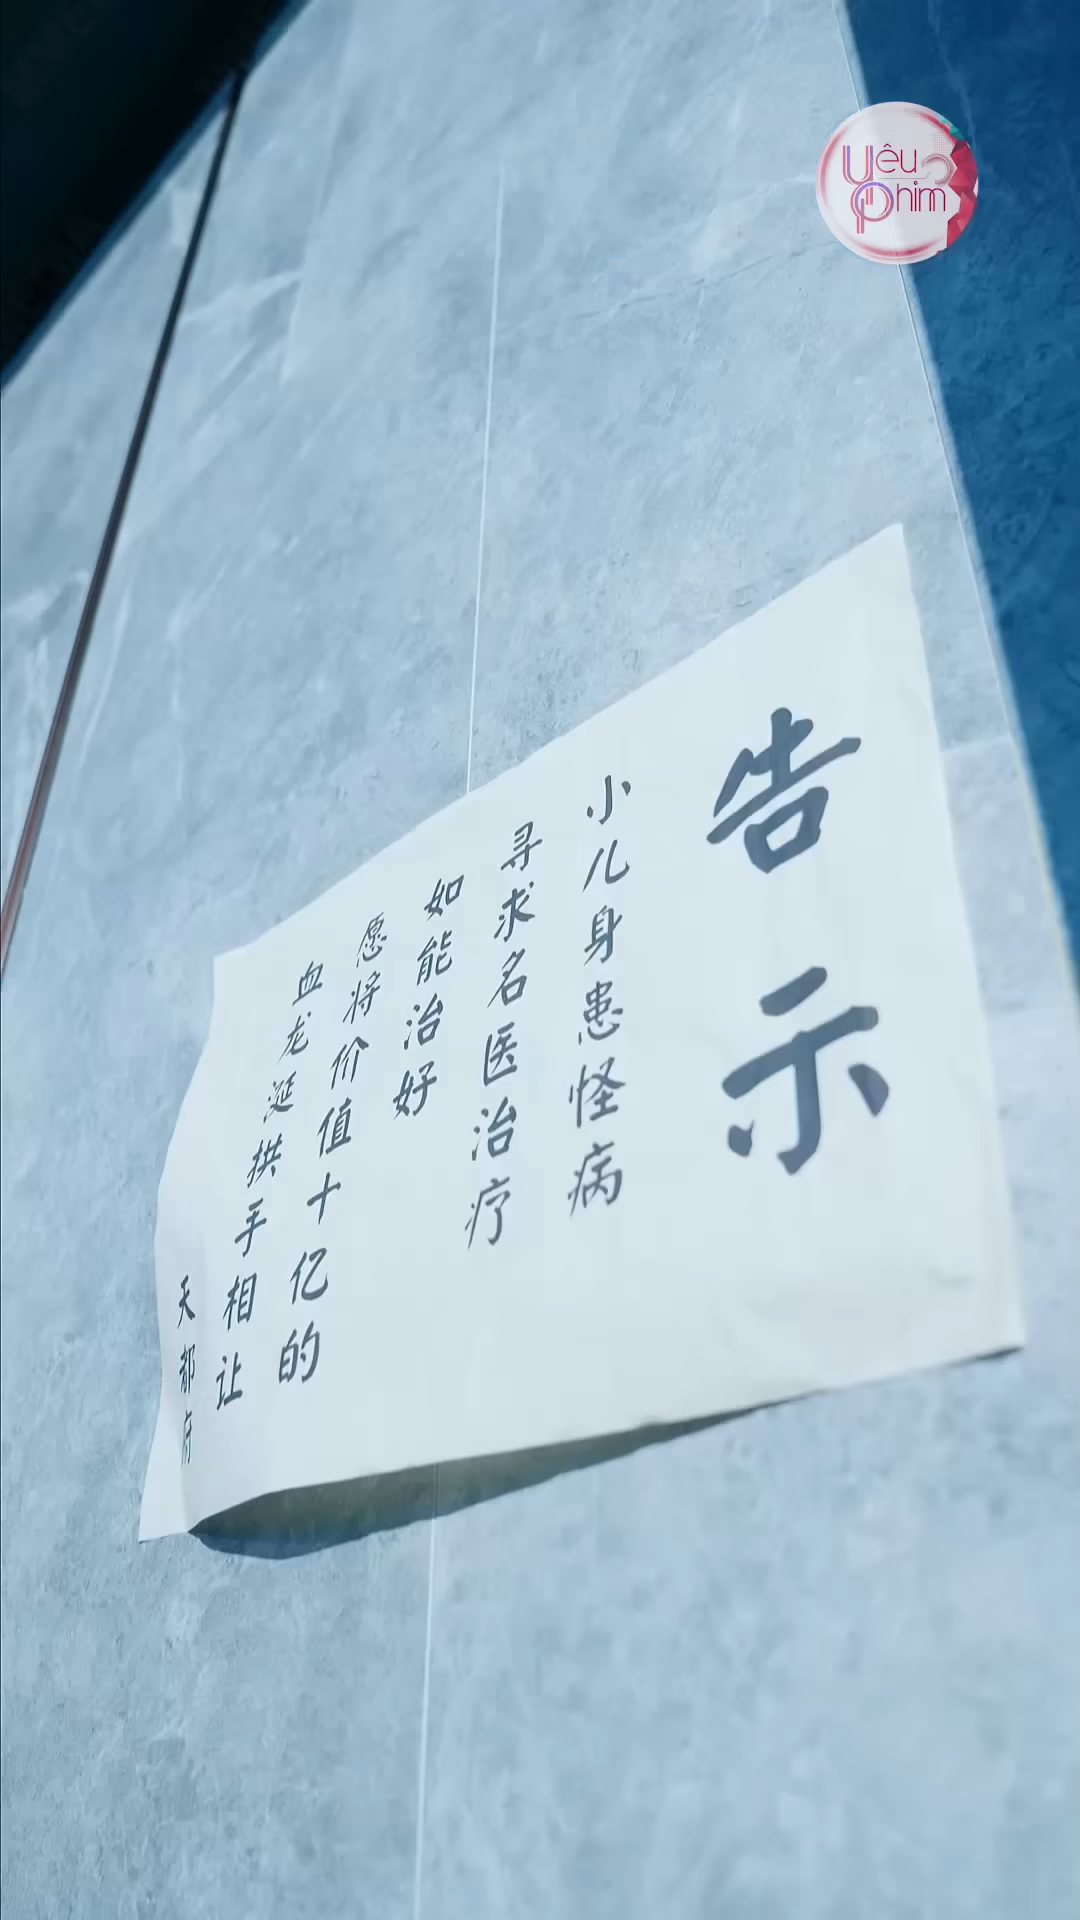 Yêu
Phim
告示
小儿身患怪病
寻求名医治疗
如能治好
愿将价值十亿的
血龙涎拱手相让
天都府